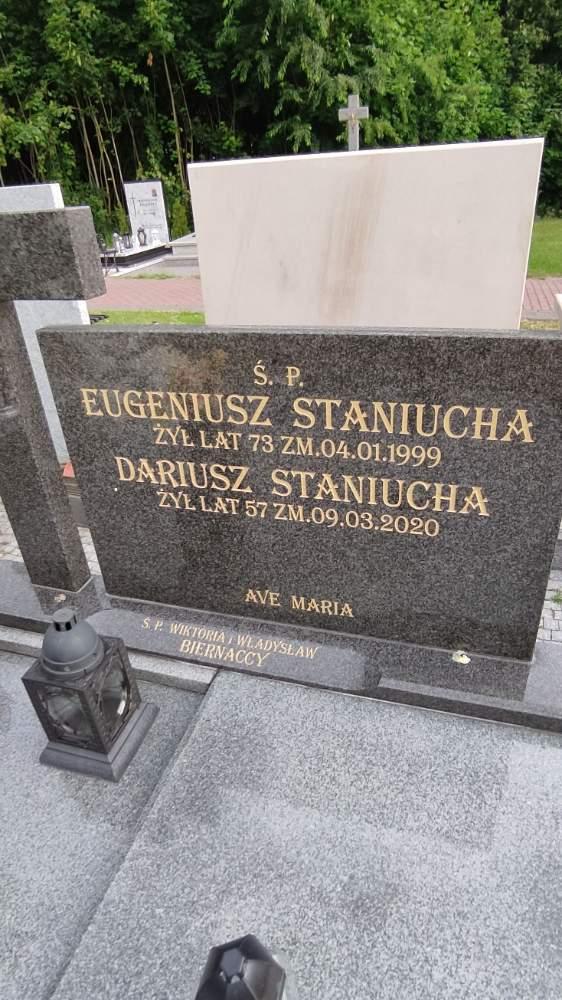 Ś. P.
EUGENIUSZ STANIUCHA
ŻYŁ LAT 73 ZM.04.01.1999
DARIUSZ STANIUCHA
ŻYŁ LAT 57 ZM.09.03.2020
AVE MARIA
Ś. P. WIKTORIA i WŁADYSŁAW
BIERNACCY